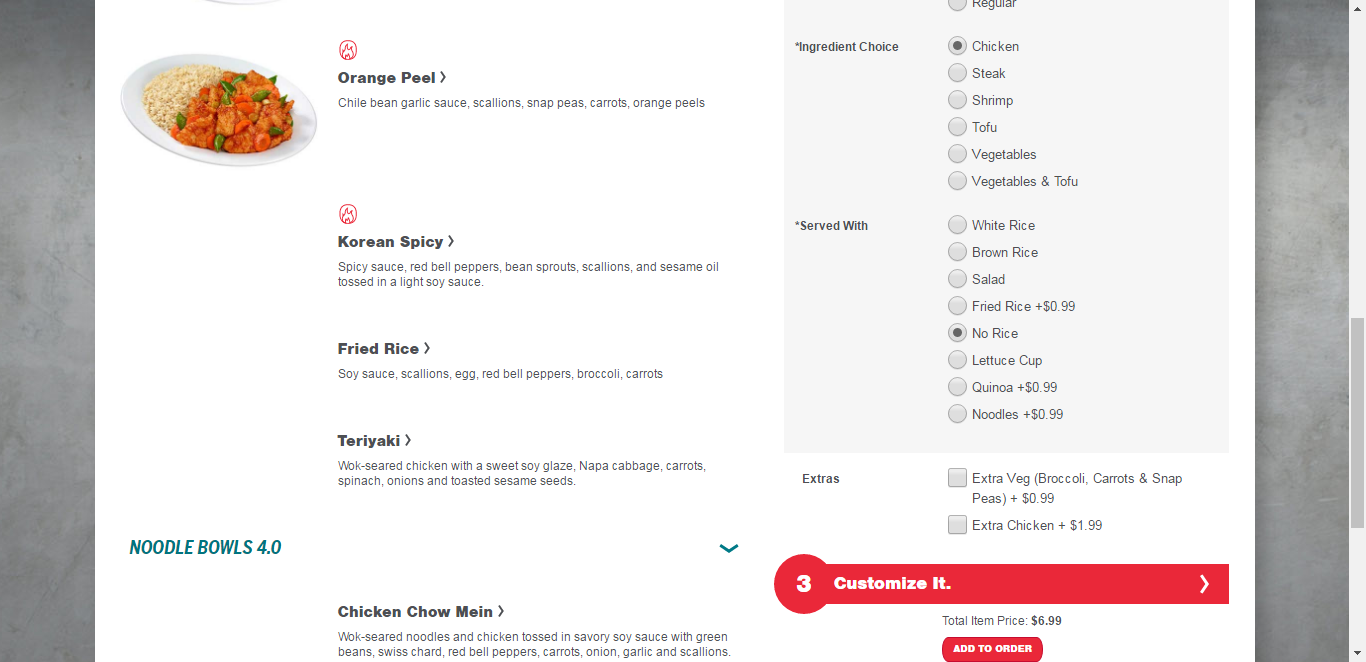 Regular
*Ingredient Choice
Chicken
Steak
Shrimp
Tofu
Vegetables
Vegetables & Tofu
*Served With
White Rice
Brown Rice
Salad
Fried Rice +$0.99
No Rice
Lettuce Cup
Quinoa +$0.99
Noodles +$0.99
Extras
Extra Veg (Broccoli, Carrots & Snap
Peas) + $0.99
Extra Chicken + $1.99
3 Customize It.
Total Item Price: $6.99
ADD TO ORDER
Orange Peel
Chile bean garlic sauce, scallions, snap peas, carrots, orange peels
Korean Spicy
Spicy sauce, red bell peppers, bean sprouts, scallions, and sesame oil
tossed in a light soy sauce.
Fried Rice
Soy sauce, scallions, egg, red bell peppers, broccoli, carrots
Teriyaki
Wok-seared chicken with a sweet soy glaze, Napa cabbage, carrots,
spinach, onions and toasted sesame seeds.
NOODLE BOWLS 4.0
Chicken Chow Mein
Wok-seared noodles and chicken tossed in savory soy sauce with green
beans, swiss chard, red bell peppers, carrots, onion, garlic and scallions.